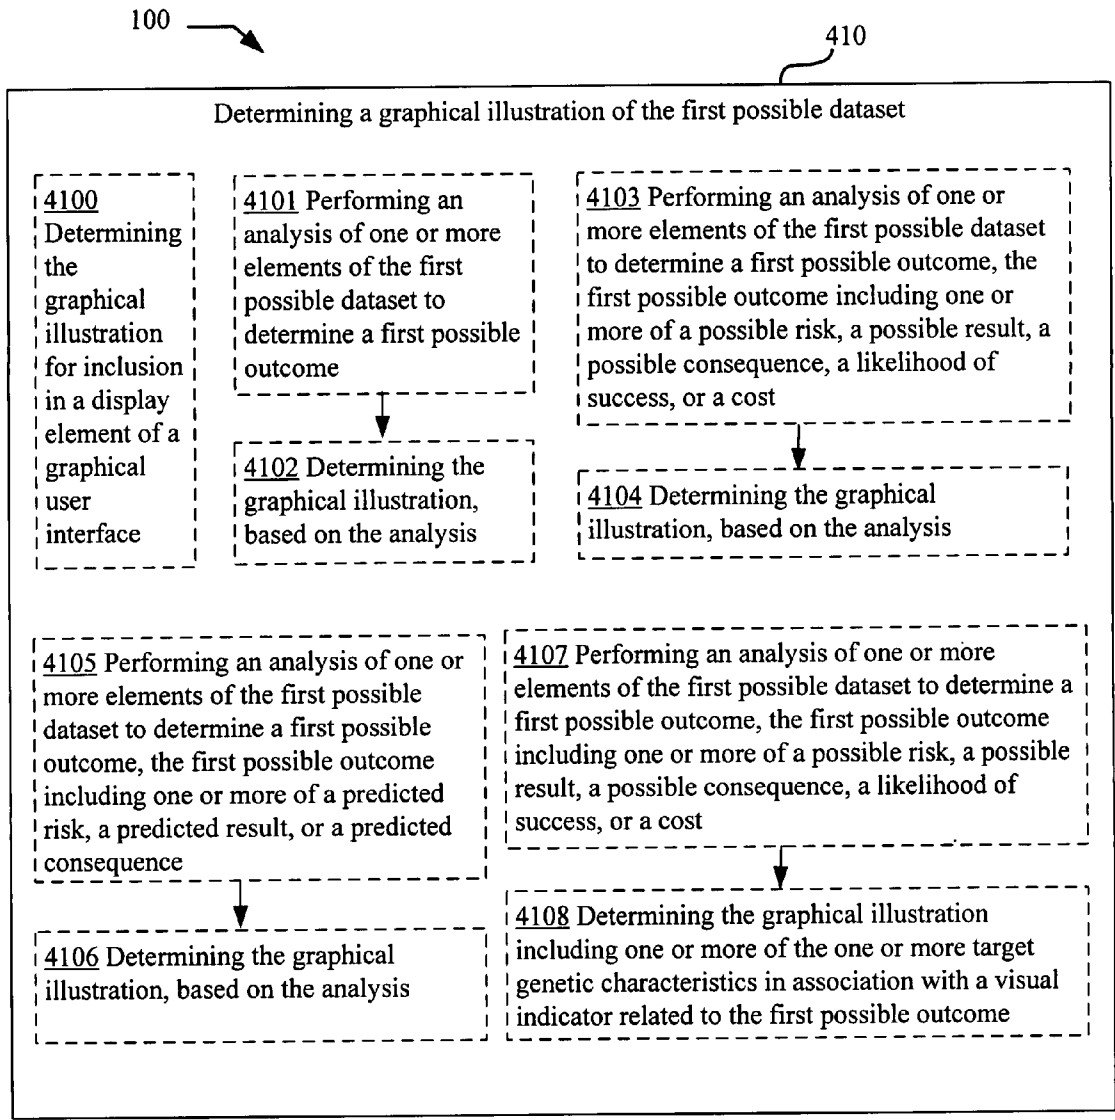 100
410
Determining a graphical illustration of the first possible dataset
4100
Determining
the
graphical
illustration
for inclusion
in a display
element of a
graphical
user
interface
4101 Performing an
analysis of one or more
elements of the first
possible dataset to
determine a first possible
outcome
4102 Determining the
graphical illustration,
based on the analysis
4103 Performing an analysis of one or
more elements of the first possible dataset
to determine a first possible outcome, the
first possible outcome including one or
more of a possible risk, a possible result, a
possible consequence, a likelihood of
success, or a cost
4104 Determining the graphical
illustration, based on the analysis
4105 Performing an analysis of one or
more elements of the first possible
dataset to determine a first possible
outcome, the first possible outcome
including one or more of a predicted
risk, a predicted result, or a predicted
consequence
4106 Determining the graphical
illustration, based on the analysis
4107 Performing an analysis of one or more
elements of the first possible dataset to determine a
first possible outcome, the first possible outcome
including one or more of a possible risk, a possible
result, a possible consequence, a likelihood of
success, or a cost
4108 Determining the graphical illustration
including one or more of the one or more target
genetic characteristics in association with a visual
indicator related to the first possible outcome